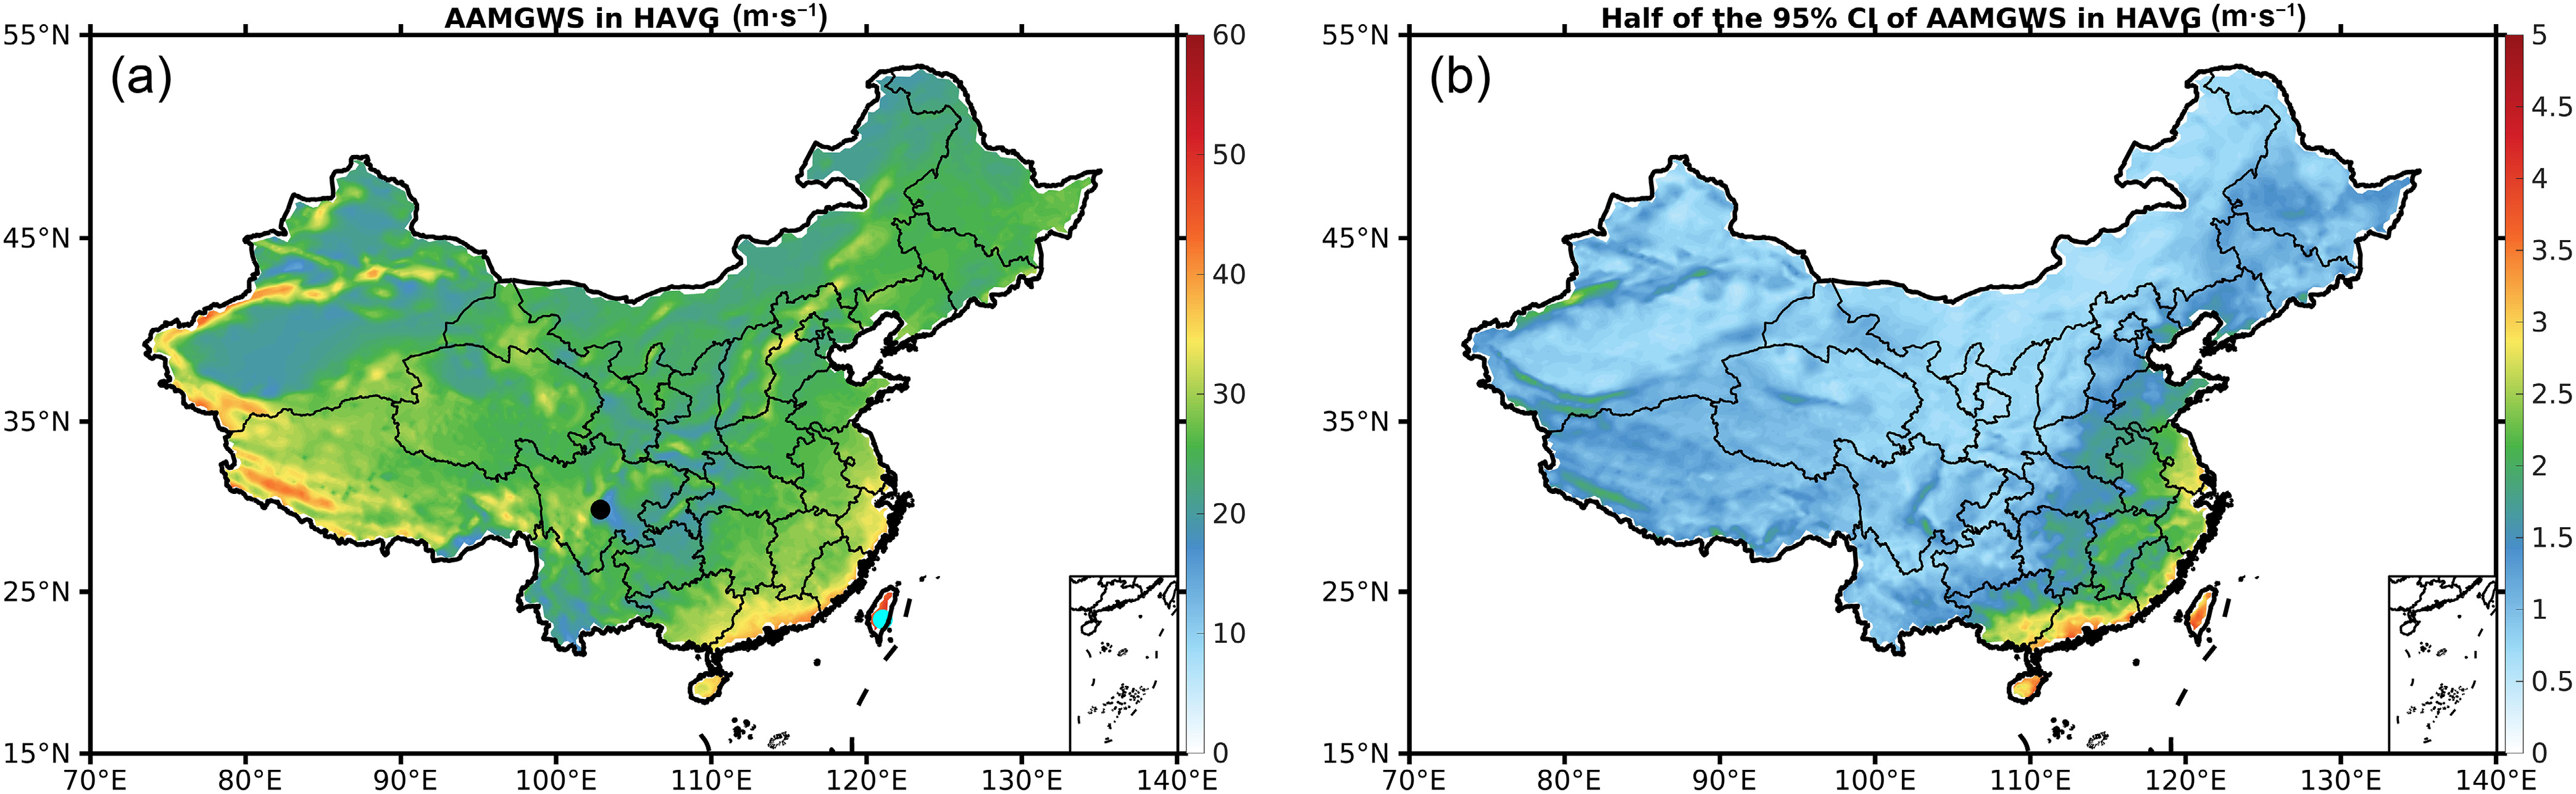 AAMGWS in HAVG (m·s⁻¹)
(a)
55°N
45°N
35°N
25°N
15°N
70°E 80°E 90°E 100°E 110°E 120°E 130°E 140°E
60
50
40
30
20
10
0
Half of the 95% CI of AAMGWS in HAVG (m·s⁻¹)
(b)
55°N
45°N
35°N
25°N
15°N
70°E 80°E 90°E 100°E 110°E 120°E 130°E 140°E
5
4.5
4
3.5
3
2.5
2
1.5
1
0.5
0